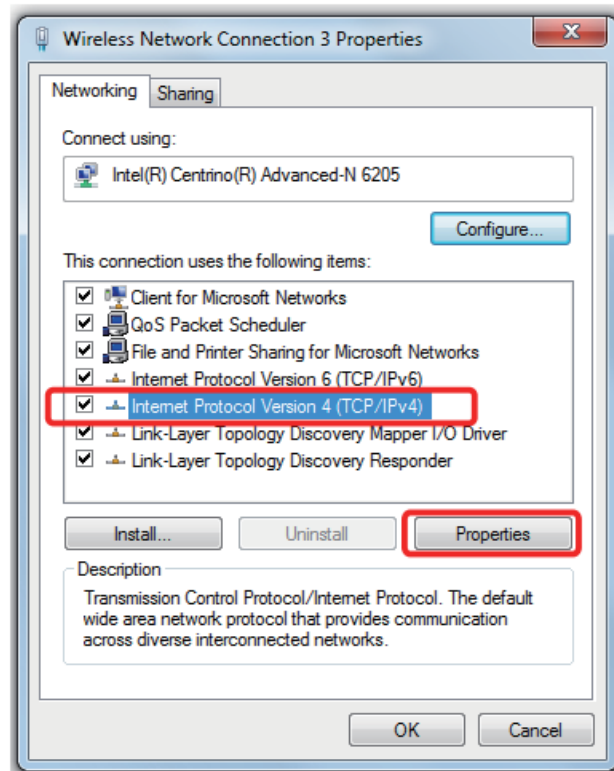 Wireless Network Connection 3 Properties
Networking
Sharing
Connect using:
Intel(R) Centrino(R) Advanced-N 6205
Configure...
This connection uses the following items:
Client for Microsoft Networks
QoS Packet Scheduler
File and Printer Sharing for Microsoft Networks
Internet Protocol Version 6 (TCP/IPv6)
Internet Protocol Version 4 (TCP/IPv4)
Link-Layer Topology Discovery Mapper I/O Driver
Link-Layer Topology Discovery Responder
Install...
Uninstall
Properties
Description
Transmission Control Protocol/Internet Protocol. The default
wide area network protocol that provides communication
across diverse interconnected networks.
OK
Cancel